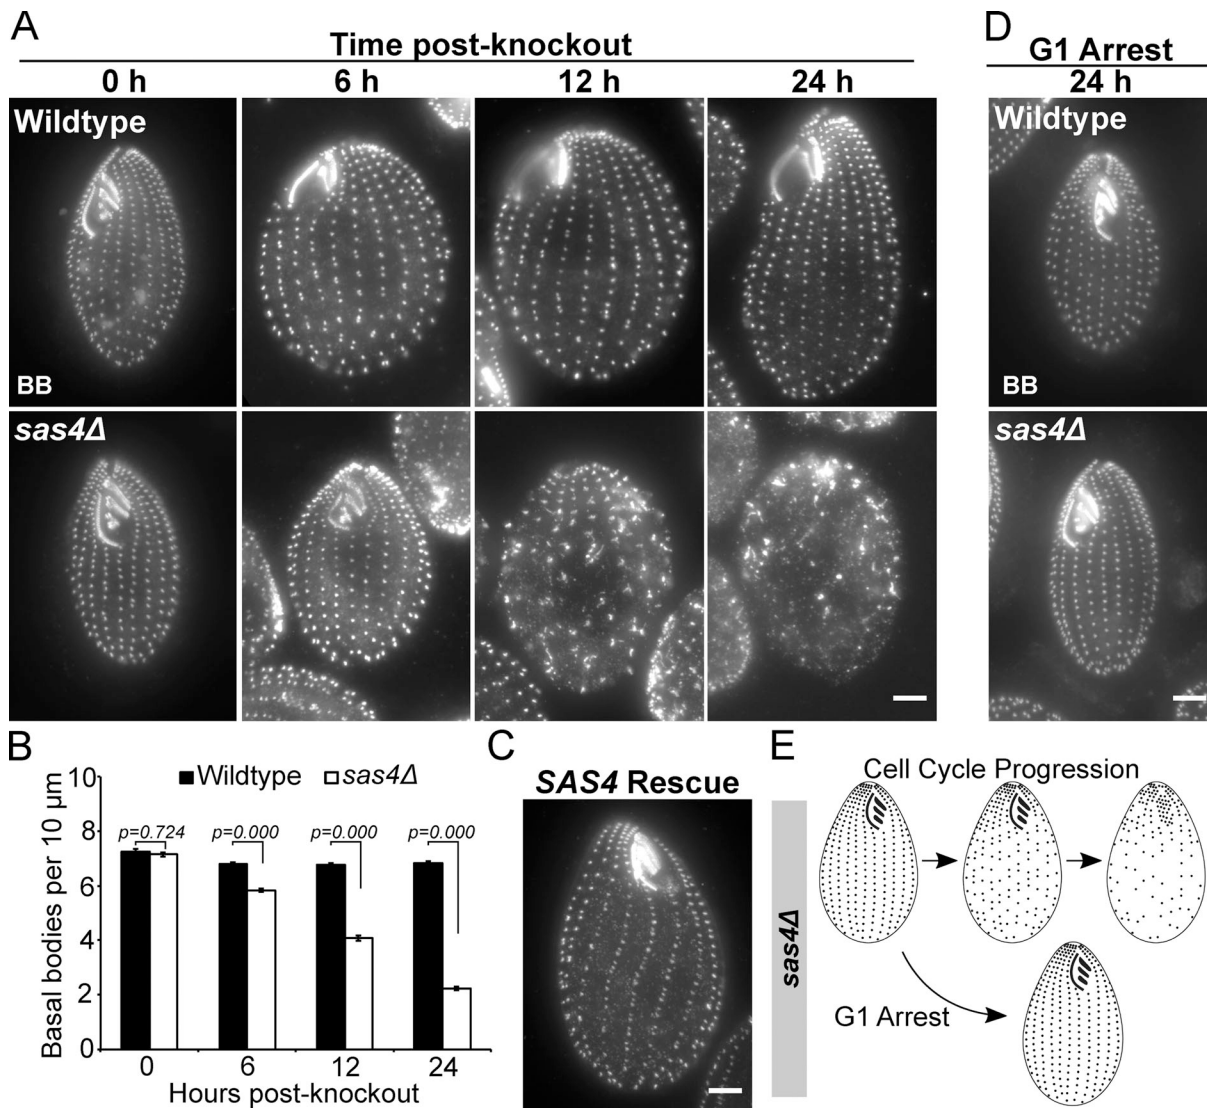 A
Time post-knockout
0 h 6 h 12 h 24 h
Wildtype
BB
sas4Δ
D
G1 Arrest
24 h
Wildtype
BB
sas4Δ
B
Wildtype sas4Δ
Basal bodies per 10 µm
10
8
6
4
2
0
p=0.724 p=0.000 p=0.000 p=0.000
0 6 12 24
Hours post-knockout
C
SAS4 Rescue
E
Cell Cycle Progression
sas4Δ
G1 Arrest